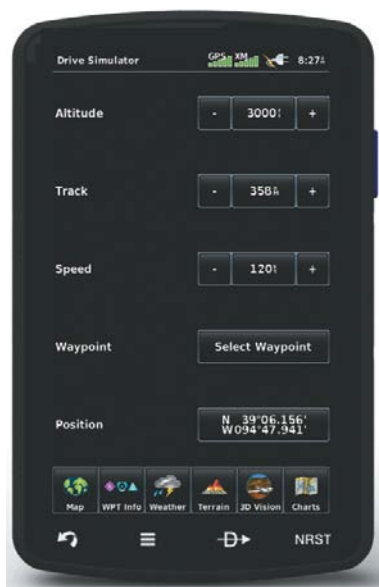 Drive Simulator GPS XM 8:27
Altitude - 3000 +
Track - 358 +
Speed - 120 +
Waypoint Select Waypoint
Position N 39°06.156'
W094°47.941'
Map WPT Info Weather Terrain 3D Vision Charts
D NRST